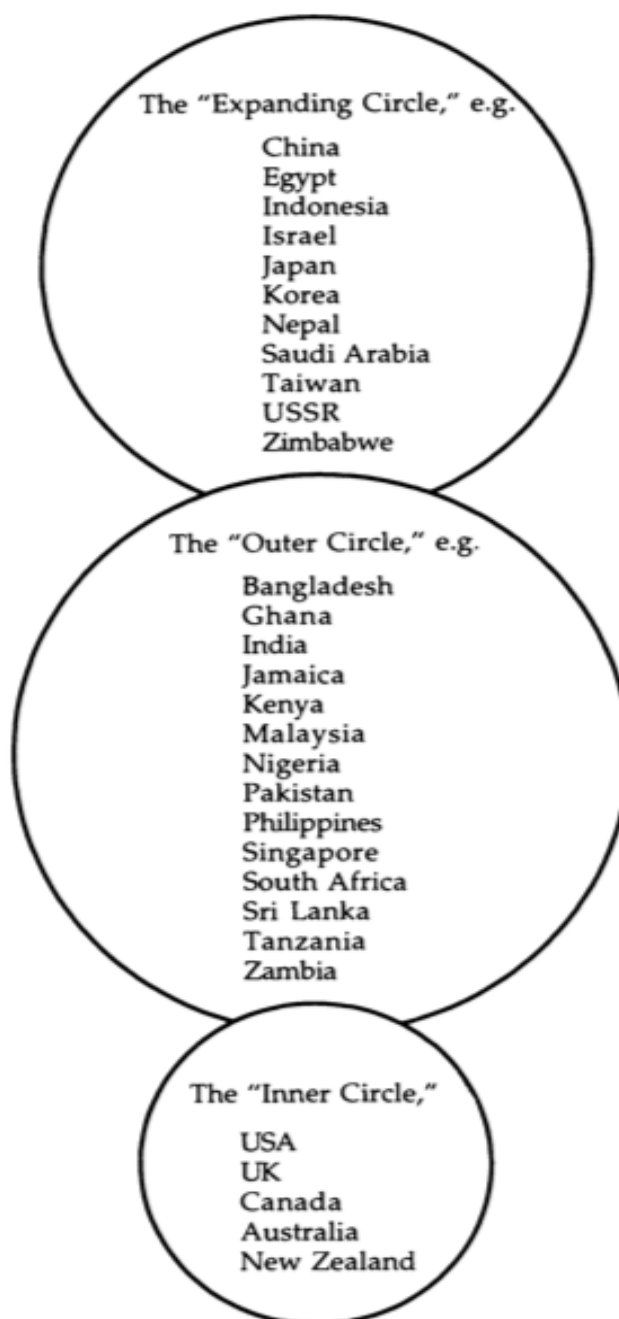 The "Expanding Circle," e.g.
China
Egypt
Indonesia
Israel
Japan
Korea
Nepal
Saudi Arabia
Taiwan
USSR
Zimbabwe
The "Outer Circle," e.g.
Bangladesh
Ghana
India
Jamaica
Kenya
Malaysia
Nigeria
Pakistan
Philippines
Singapore
South Africa
Sri Lanka
Tanzania
Zambia
The "Inner Circle,"
USA
UK
Canada
Australia
New Zealand